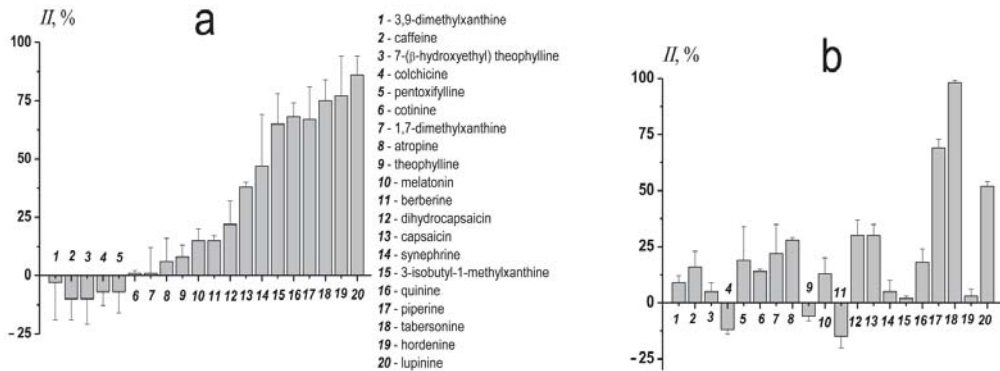 II, %
a
100
75
50
25
0
-25
1 2 3 4 5
6 7 8 9 10 11 12 13 14 15 16 17 18 19 20
1 - 3,9-dimethylxanthine
2 - caffeine
3 - 7-(β-hydroxyethyl) theophylline
4 - colchicine
5 - pentoxifylline
6 - cotinine
7 - 1,7-dimethylxanthine
8 - atropine
9 - theophylline
10 - melatonin
11 - berberine
12 - dihydrocapsaicin
13 - capsaicin
14 - synephrine
15 - 3-isobutyl-1-methylxanthine
16 - quinine
17 - piperine
18 - tabersonine
19 - hordenine
20 - lupinine
II, %
b
100
75
50
25
0
-25
4 9 11
1 2 3 5 6 7 8 10 12 13 14 15 16 17 18 19 20